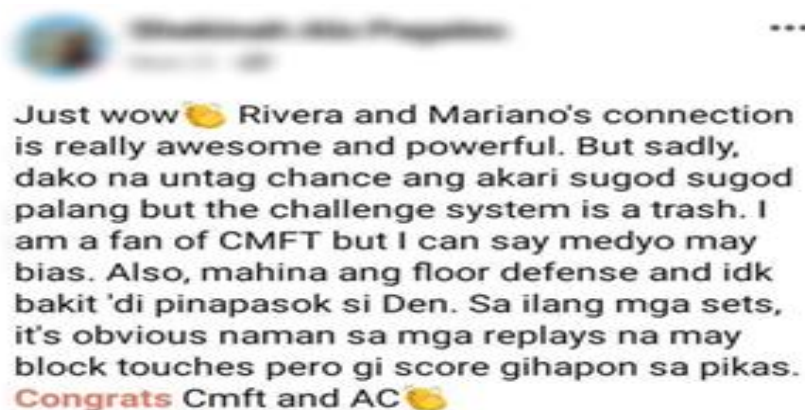 Just wow👏 Rivera and Mariano's connection
is really awesome and powerful. But sadly,
dako na untag chance ang akari sugod sugod
palang but the challenge system is a trash. I
am a fan of CMFT but I can say medyo may
bias. Also, mahina ang floor defense and idk
bakit 'di pinapasok si Den. Sa ilang mga sets,
it's obvious naman sa mga replays na may
block touches pero gi score gihapon sa pikas.
Congrats Cmft and AC👏